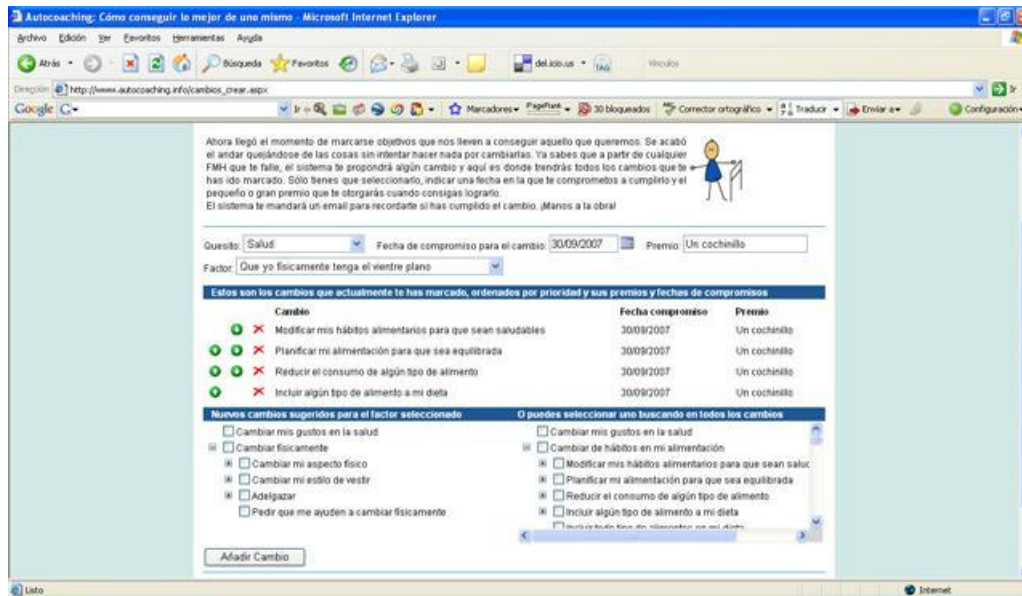 Autocoaching: Cómo conseguir lo mejor de uno mismo - Microsoft Internet Explorer
Archivo Edición Ver Favoritos Herramientas Ayuda
Atrás Búsqueda Favoritos del.icio.us TAG Vínculos
Dirección http://www.autocoaching.info/cambios_crear.aspx Ir
Google G Ir Marcadores PageRank 30 bloqueados Corrector ortográfico Traducir Enviar a Configuración
Ahora llegó el momento de marcarse objetivos que nos lleven a conseguir aquello que queremos. Se acabó
el andar quejándose de las cosas sin intentar hacer nada por cambiarlas. Ya sabes que a partir de cualquier
FMH que te falle, el sistema te propondrá algún cambio y aquí es donde trendrás todos los cambios que te
has ido marcado. Sólo tienes que seleccionarlo, indicar una fecha en la que te comprometos a cumplirlo y el
pequeño o gran premio que te otorgarás cuando consigas lograrlo.
El sistema te mandará un email para recordarte si has cumplido el cambio. ¡Manos a la obra!
Quesito: Salud Fecha de compromiso para el cambio: 30/09/2007 Premio: Un cochinillo
Factor: Que yo físicamente tenga el vientre plano
Estos son los cambios que actualmente te has marcado, ordenados por prioridad y sus premios y fechas de compromisos
Cambio Fecha compromiso Premio
Modificar mis hábitos alimentarios para que sean saludables 30/09/2007 Un cochinillo
Planificar mi alimentación para que sea equilibrada 30/09/2007 Un cochinillo
Reducir el consumo de algún tipo de alimento 30/09/2007 Un cochinillo
Incluir algún tipo de alimento a mi dieta 30/09/2007 Un cochinillo
Nuevos cambios sugeridos para el factor seleccionado O puedes seleccionar uno buscando en todos los cambios
Cambiar mis gustos en la salud Cambiar mis gustos en la salud
Cambiar físicamente Cambiar de hábitos en mi alimentación
Cambiar mi aspecto físico Modificar mis hábitos alimentarios para que sean saluc
Cambiar mi estilo de vestir Planificar mi alimentación para que sea equilibrada
Adelgazar Reducir el consumo de algún tipo de alimento
Pedir que me ayuden a cambiar físicamente Incluir algún tipo de alimento a mi dieta
Incluir todo tipo de alimentos en mi dieta
Añadir Cambio
Listo Internet